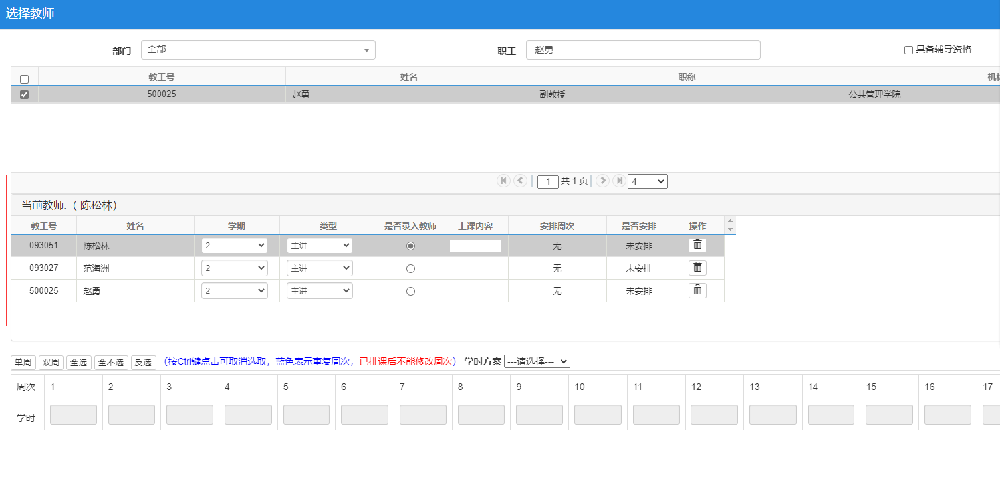 选择教师
部门 全部 职工 赵勇 具备辅导资格
教工号 姓名 职称
500025 赵勇 副教授 公共管理学院
1 共 1 页 4
当前教师:（ 陈松林）
教工号 姓名 学期 类型 是否录入教师 上课内容 安排周次 是否安排 操作
093051 陈松林 2 主讲 无 未安排
093027 范海洲 2 主讲 无 未安排
500025 赵勇 2 主讲 无 未安排
单周 双周 全选 全不选 反选 （按Ctrl键点击可取消选取，蓝色表示重复周次，已排课后不能修改周次） 学时方案 ---请选择---
周次 1 2 3 4 5 6 7 8 9 10 11 12 13 14 15 16 17
学时